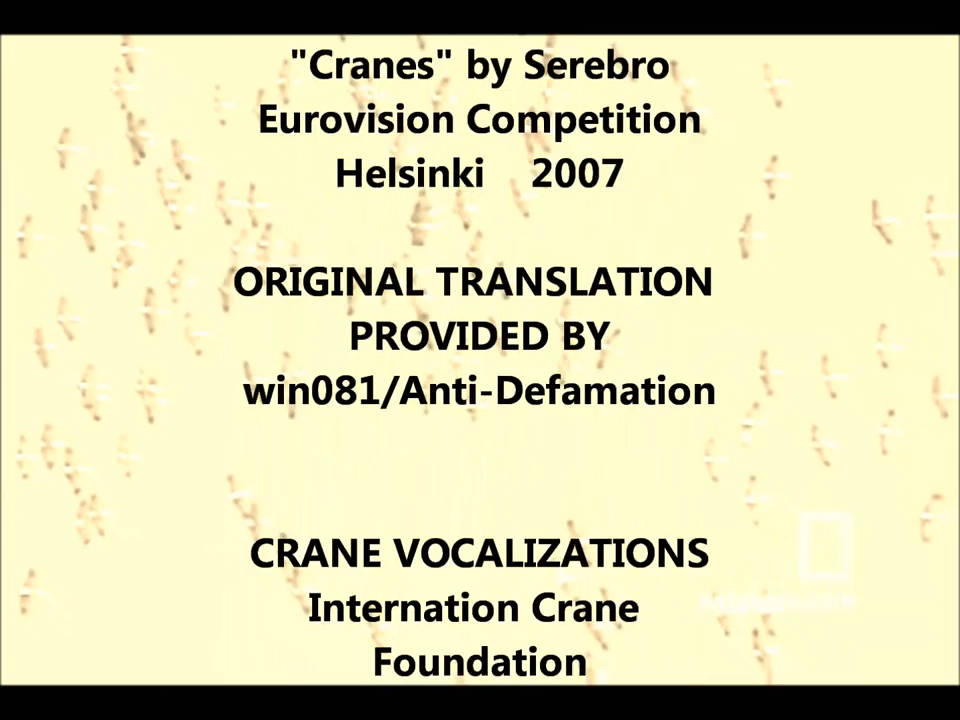 "Cranes" by Serebro
Eurovision Competition
Helsinki 2007
ORIGINAL TRANSLATION
PROVIDED BY
win081/Anti-Defamation
CRANE VOCALIZATIONS
Internation Crane
Foundation